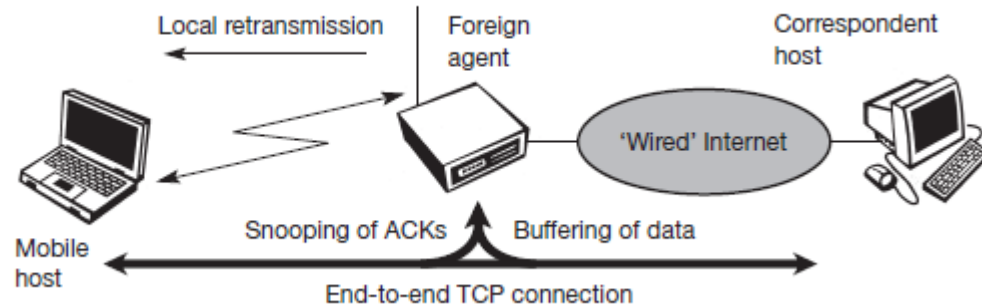 Local retransmission
Foreign
agent
Correspondent
host
‘Wired’ Internet
Mobile
host
Snooping of ACKs
Buffering of data
End-to-end TCP connection